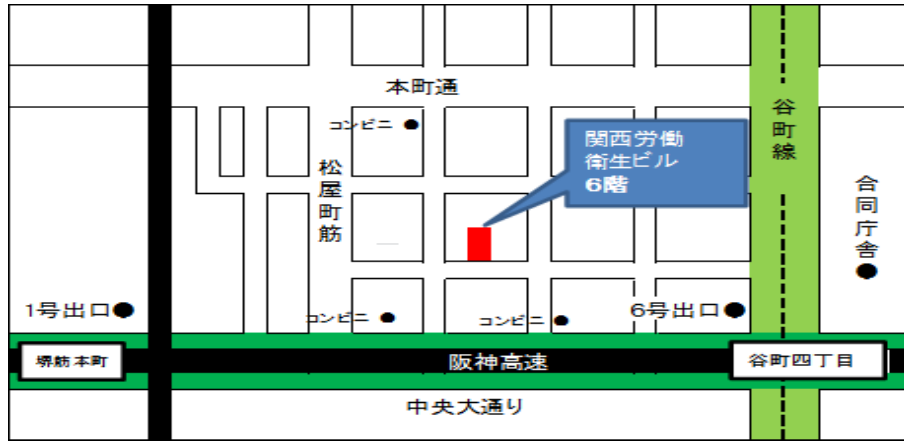 本町通
コンビニ
関西労働
衛生ビル
6階
谷町線
松屋町筋
合同庁舎
1号出口
コンビニ
コンビニ
6号出口
堺筋本町
阪神高速
谷町四丁目
中央大通り